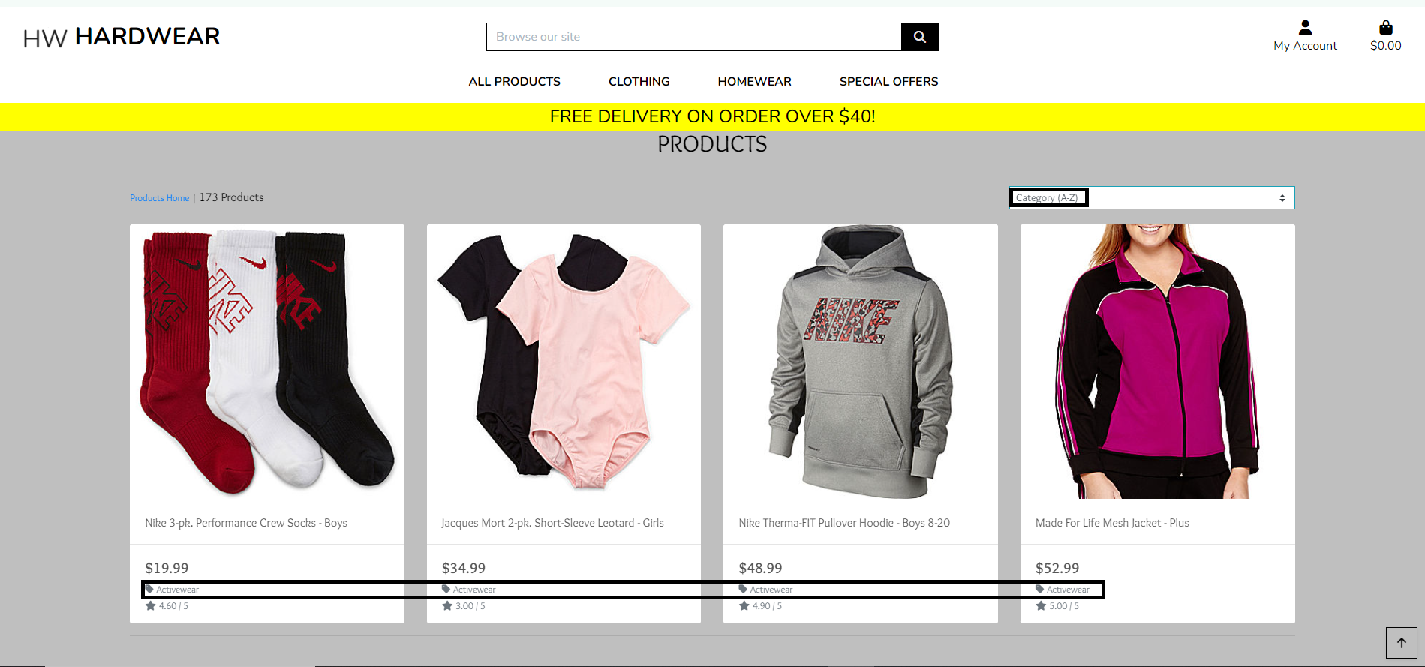 HW HARDWEAR
Browse our site
My Account
$0.00
ALL PRODUCTS CLOTHING HOMEWEAR SPECIAL OFFERS
FREE DELIVERY ON ORDER OVER $40!
PRODUCTS
Products Home | 173 Products
Category (A-Z)
NIKE
Nike 3-pk. Performance Crew Socks - Boys
$19.99
Activewear
4.60 / 5
Jacques Mort 2-pk. Short-Sleeve Leotard - Girls
$34.99
Activewear
3.00 / 5
Nike Therma-FIT Pullover Hoodie - Boys 8-20
$48.99
Activewear
4.90 / 5
Made For Life Mesh Jacket - Plus
$52.99
Activewear
5.00 / 5